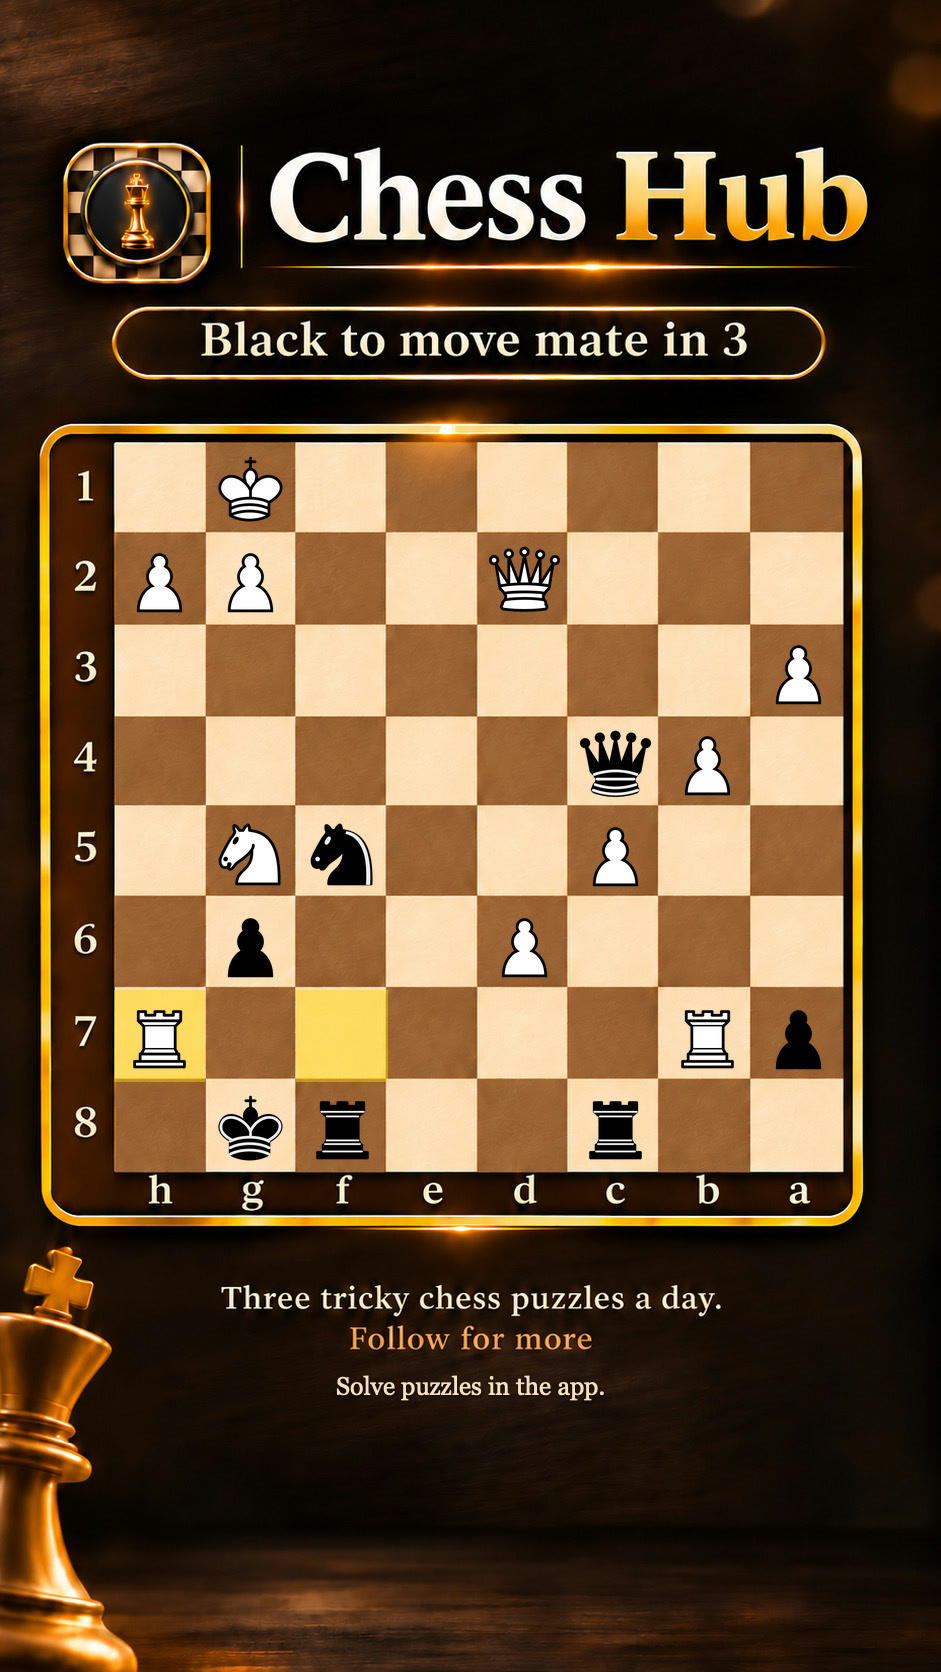 Chess Hub
Black to move mate in 3
1
2
3
4
5
6
7
8
h g f e d c b a
Three tricky chess puzzles a day.
Follow for more
Solve puzzles in the app.